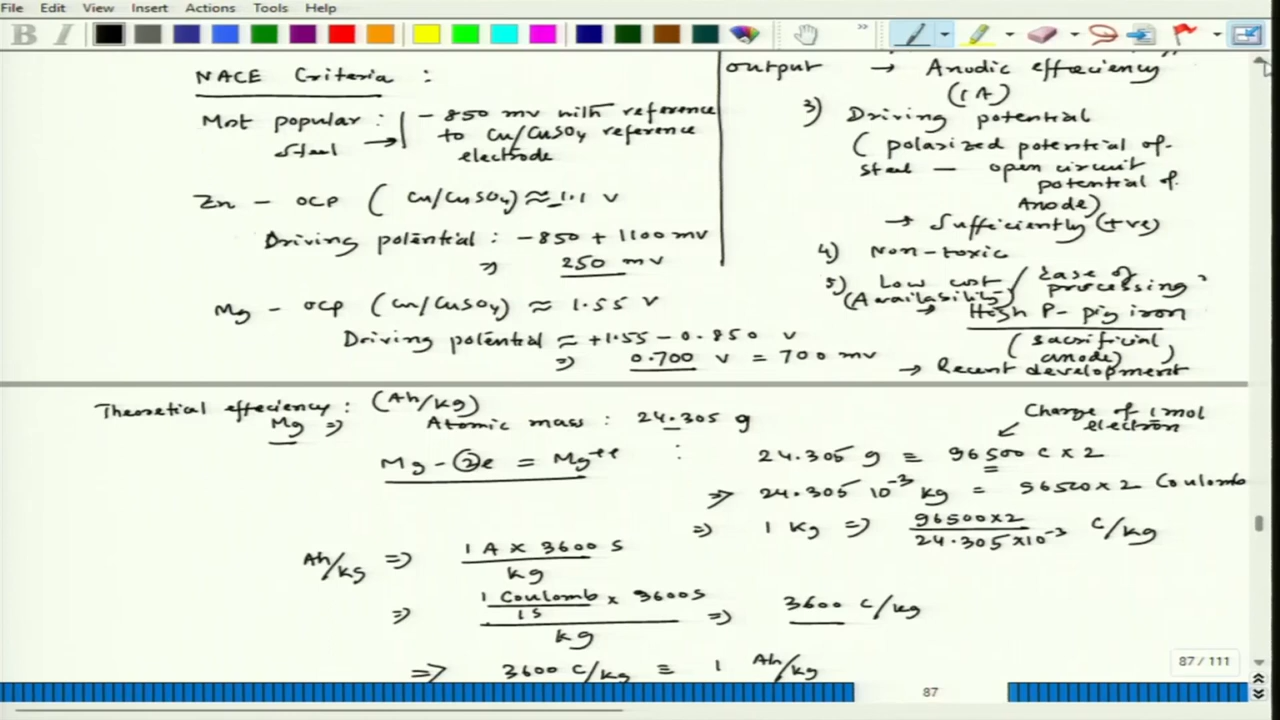 File Edit View Insert Actions Tools Help
B I
NACE Criteria :
Most popular : - 850 mv with reference
Steel → to Cu/CuSO4 reference
electrode
Zn - OCP ( Cu/CuSO4) ≈ -1.1 V
Driving potential : -850 + 1100 mv
⇒ 250 mv
Mg - OCP (Cu/CuSO4) ≈ 1.55 V
Driving potential = +1.55 - 0.850 V
⇒ 0.700 V = 700 mv
output → Anodic effeciency
(1 A)
3) Driving potential
( polarized potential of
steel - open circuit
potential of
Anode)
→ Sufficiently (+ve)
4) Non-toxic
5) Low cost / Ease of
(Availability) processing
→ High P- pig iron
( sacrificial
anode)
→ Recent development
Theoretical effeciency : (Ah/kg)
Mg ⇒ Atomic mass : 24.305 g
Mg - 2e = Mg++ :
Charge of 1 mol
electron
24.305 g ≡ 96500 C × 2
⇒ 24.305 10-3 kg = 96500×2 Coulomb
⇒ 1 Kg ⇒ 96500×2 / 24.305×10-3 C/kg
Ah/kg ⇒ 1 A × 3600 S / kg
⇒ 1 Coulomb / 1S × 3600S / kg ⇒ 3600 C/kg
⇒ 3600 C/kg ≡ 1 Ah/kg
87 / 111
87